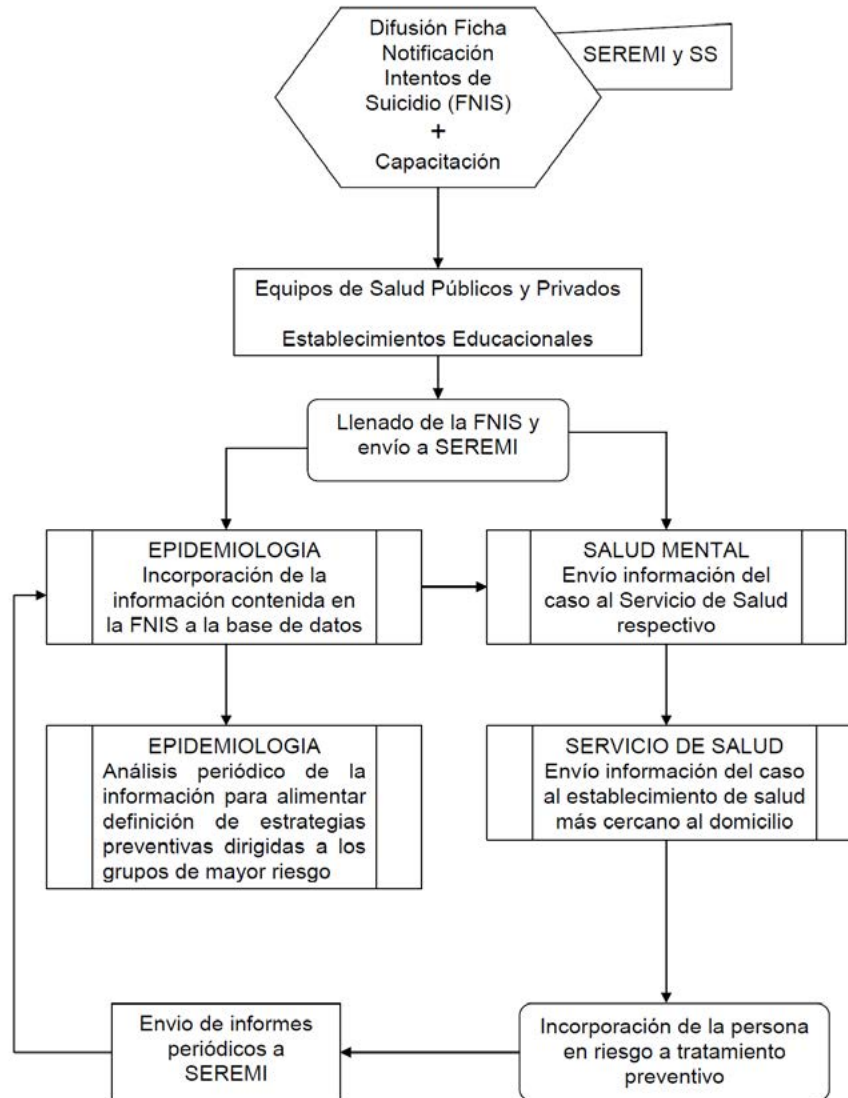 Difusión Ficha
Notificación
Intentos de
Suicidio (FNIS)
+
Capacitación
SEREMI y SS
Equipos de Salud Públicos y Privados
Establecimientos Educacionales
Llenado de la FNIS y
envío a SEREMI
EPIDEMIOLOGIA
Incorporación de la
información contenida en
la FNIS a la base de datos
SALUD MENTAL
Envío información del
caso al Servicio de Salud
respectivo
EPIDEMIOLOGIA
Análisis periódico de la
información para alimentar
definición de estrategias
preventivas dirigidas a los
grupos de mayor riesgo
SERVICIO DE SALUD
Envío información del caso
al establecimiento de salud
más cercano al domicilio
Envio de informes
periódicos a
SEREMI
Incorporación de la persona
en riesgo a tratamiento
preventivo